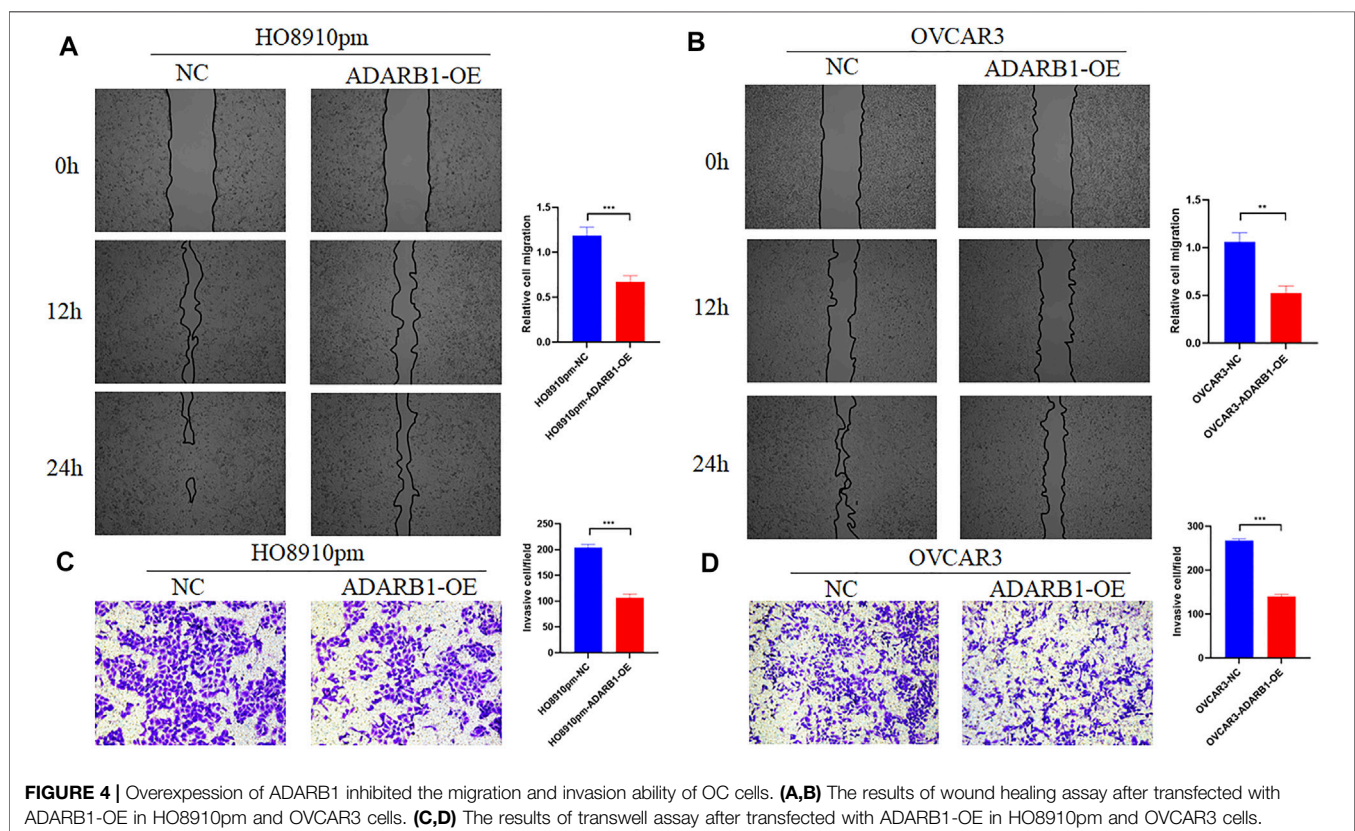 A
HO8910pm
NC
ADARB1-OE
0h
12h
24h
1.5
1.0
0.5
0.0
Relative cell migration
***
HO8910pm-NC
HO8910pm-ADARB1-OE
B
OVCAR3
NC
ADARB1-OE
0h
12h
24h
1.5
1.0
0.5
0.0
Relative cell migration
**
OVCAR3-NC
OVCAR3-ADARB1-OE
C
HO8910pm
NC
ADARB1-OE
250
200
150
100
50
0
Invasive cell/field
***
HO8910pm-NC
HO8910pm-ADARB1-OE
D
OVCAR3
NC
ADARB1-OE
300
200
100
0
Invasive cell/field
***
OVCAR3-NC
OVCAR3-ADARB1-OE
FIGURE 4 | Overexpession of ADARB1 inhibited the migration and invasion ability of OC cells. (A,B) The results of wound healing assay after transfected with
ADARB1-OE in HO8910pm and OVCAR3 cells. (C,D) The results of transwell assay after transfected with ADARB1-OE in HO8910pm and OVCAR3 cells.